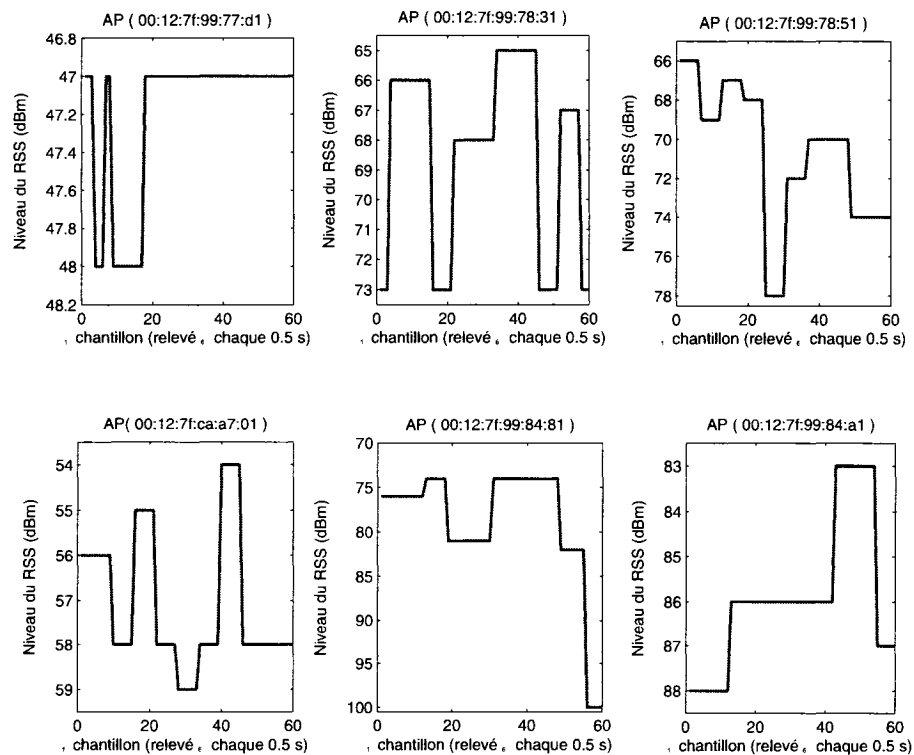 AP ( 00:12:7f:99:77:d1 )
Niveau du RSS (dBm)
46.8
47
47.2
47.4
47.6
47.8
48
48.2
0 20 40 60
chantillon (relevé chaque 0.5 s)
AP ( 00:12:7f:99:78:31 )
Niveau du RSS (dBm)
65
66
67
68
69
70
71
72
73
0 20 40 60
chantillon (relevé chaque 0.5 s)
AP ( 00:12:7f:99:78:51 )
Niveau du RSS (dBm)
66
68
70
72
74
76
78
0 20 40 60
chantillon (relevé chaque 0.5 s)
AP( 00:12:7f:ca:a7:01 )
Niveau du RSS (dBm)
54
55
56
57
58
59
0 20 40 60
chantillon (relevé chaque 0.5 s)
AP ( 00:12:7f:99:84:81 )
Niveau du RSS (dBm)
70
75
80
85
90
95
100
0 20 40 60
chantillon (relevé chaque 0.5 s)
AP ( 00:12:7f:99:84:a1 )
Niveau du RSS (dBm)
83
84
85
86
87
88
0 20 40 60
chantillon (relevé chaque 0.5 s)